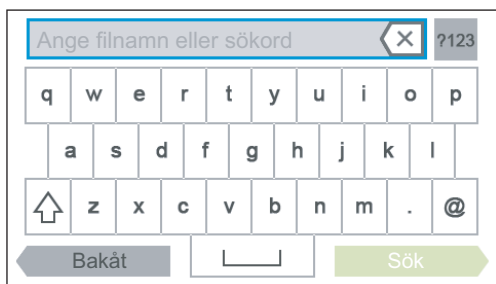 Ange filnamn eller sökord ?123
q w e r t y u i o p
a s d f g h j k l
z x c v b n m . @
Bakåt Sök